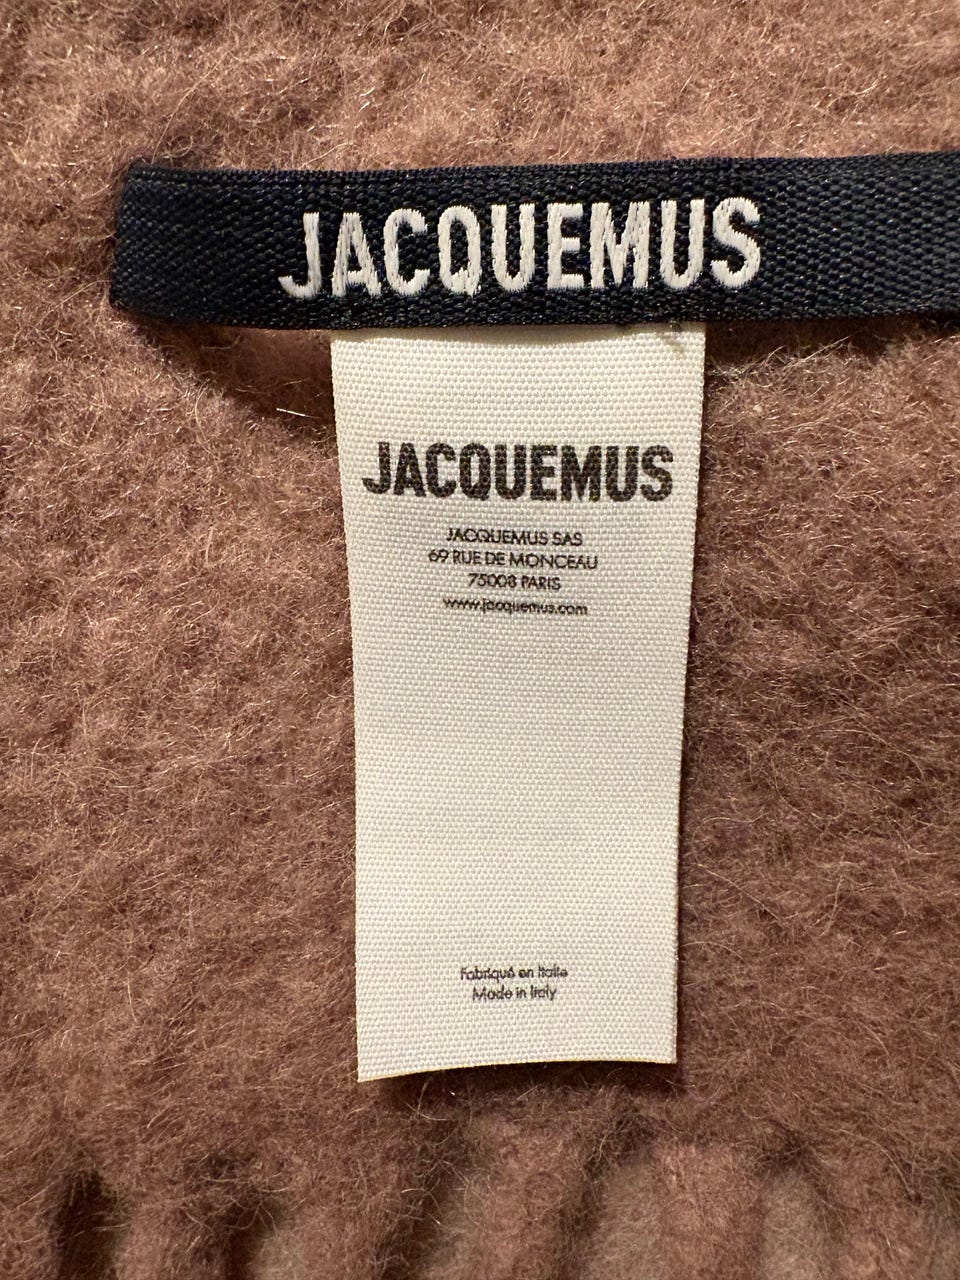 JACQUEMUS
JACQUEMUS
JACQUEMUS SAS
69 RUE DE MONCEAU
75008 PARIS
www.jacquemus.com
Fabriqué en Italie
Made in Italy